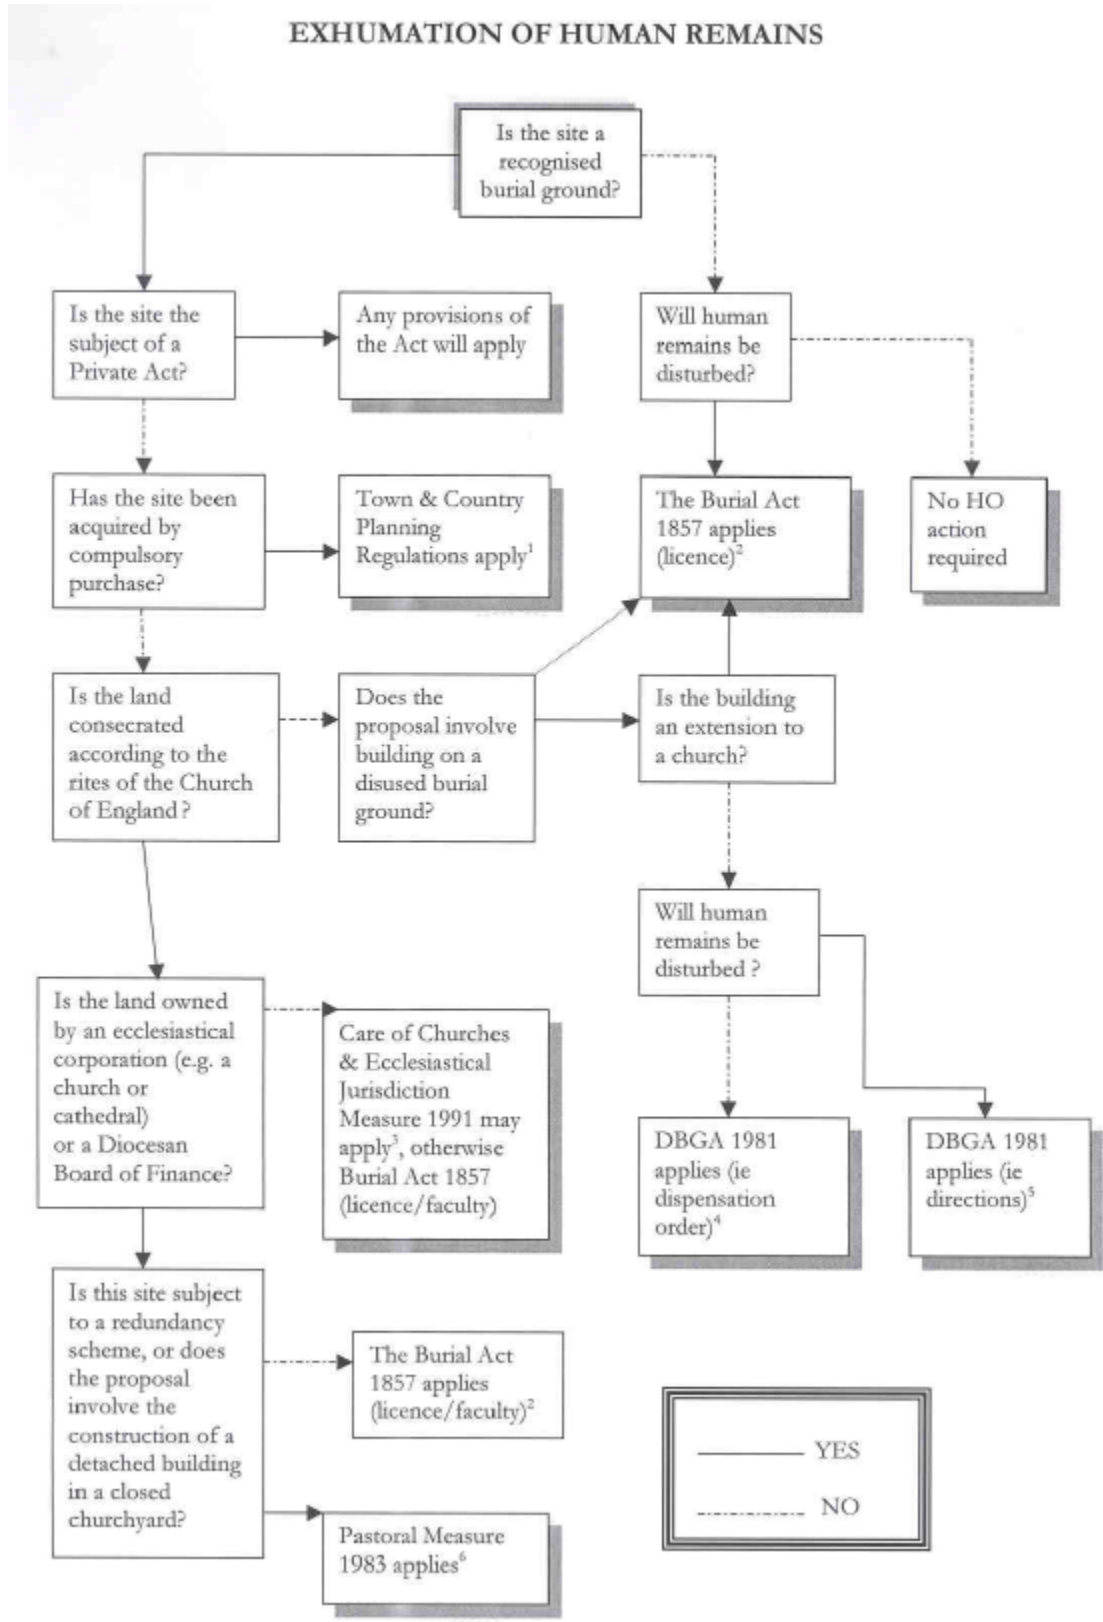 EXHUMATION OF HUMAN REMAINS
Is the site a
recognised
burial ground?
Is the site the
subject of a
Private Act?
Any provisions of
the Act will apply
Will human
remains be
disturbed?
Has the site been
acquired by
compulsory
purchase?
Town & Country
Planning
Regulations apply¹
The Burial Act
1857 applies
(licence)²
No HO
action
required
Is the land
consecrated
according to the
rites of the Church
of England?
Does the
proposal involve
building on a
disused burial
ground?
Is the building
an extension to
a church?
Will human
remains be
disturbed ?
Is the land owned
by an ecclesiastical
corporation (e.g. a
church or
cathedral)
or a Diocesan
Board of Finance?
Care of Churches
& Ecclesiastical
Jurisdiction
Measure 1991 may
apply³, otherwise
Burial Act 1857
(licence/faculty)
DBGA 1981
applies (ie
dispensation
order)⁴
DBGA 1981
applies (ie
directions)⁵
Is this site subject
to a redundancy
scheme, or does
the proposal
involve the
construction of a
detached building
in a closed
churchyard?
The Burial Act
1857 applies
(licence/faculty)²
Pastoral Measure
1983 applies⁶
YES
NO